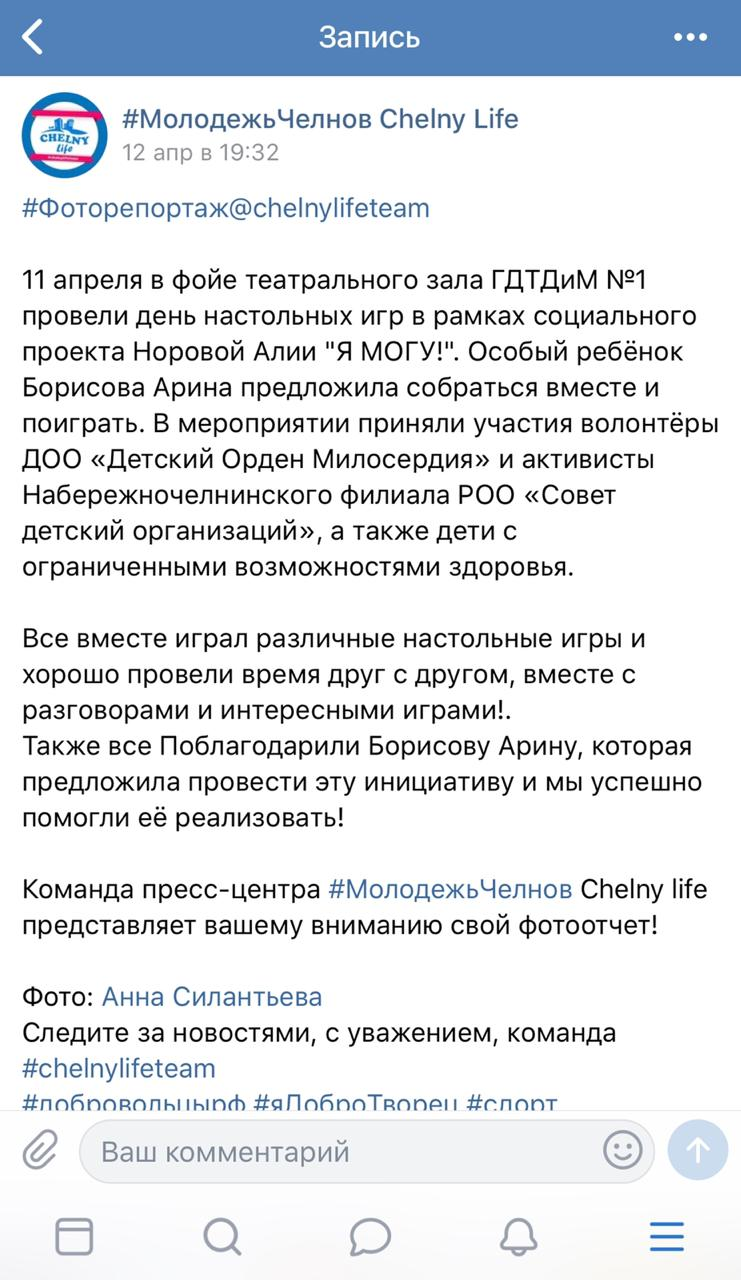 Запись
#МолодежьЧелнов Chelny Life
12 апр в 19:32
CHELNY
life
#Фоторепортаж@chelnylifeteam
11 апреля в фойе театрального зала ГДТДиМ №1
провели день настольных игр в рамках социального
проекта Норовой Алии "Я МОГУ!". Особый ребёнок
Борисова Арина предложила собраться вместе и
поиграть. В мероприятии приняли участия волонтёры
ДОО «Детский Орден Милосердия» и активисты
Набережночелнинского филиала РОО «Совет
детский организаций», а также дети с
ограниченными возможностями здоровья.
Все вместе играл различные настольные игры и
хорошо провели время друг с другом, вместе с
разговорами и интересными играми!.
Также все Поблагодарили Борисову Арину, которая
предложила провести эту инициативу и мы успешно
помогли её реализовать!
Команда пресс-центра #МолодежьЧелнов Chelny life
представляет вашему вниманию свой фотоотчет!
Фото: Анна Силантьева
Следите за новостями, с уважением, команда
#chelnylifeteam
#добровольцырф #яДоброТворец #сдорт
Ваш комментарий